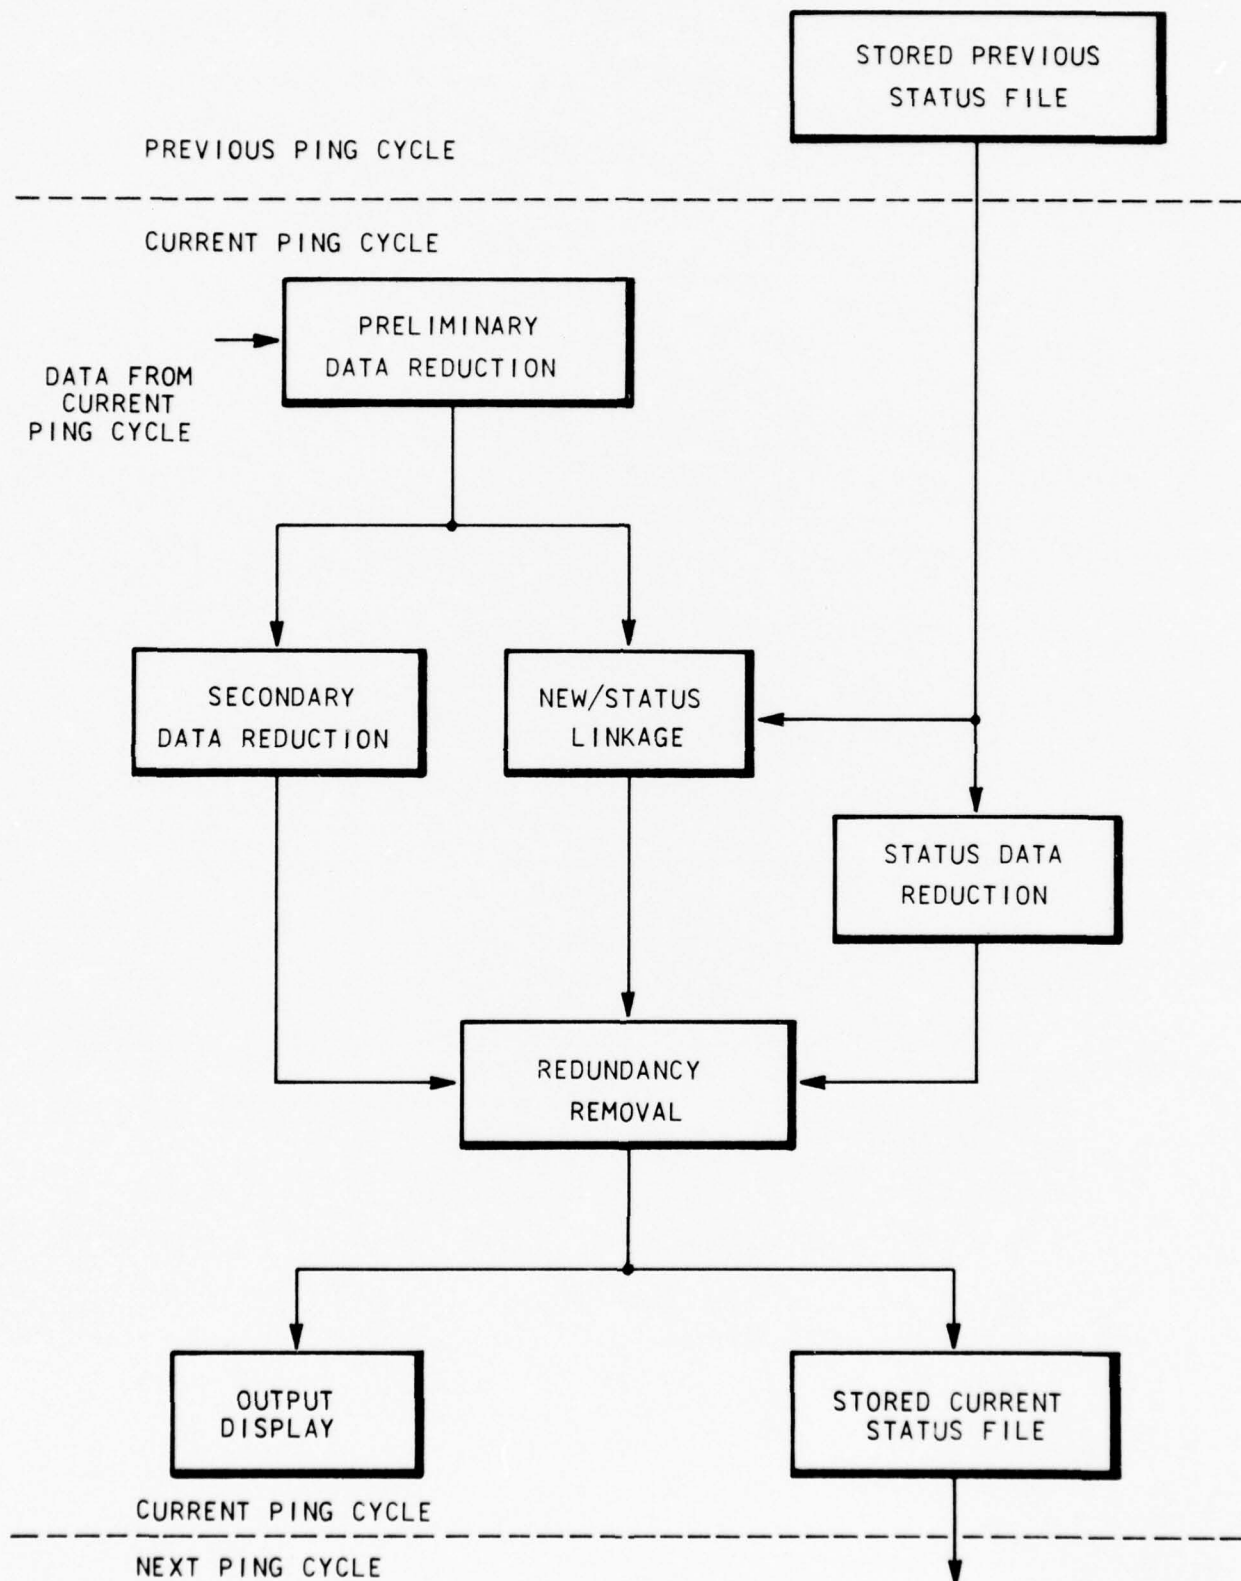 STORED PREVIOUS
STATUS FILE
PREVIOUS PING CYCLE
CURRENT PING CYCLE
PRELIMINARY
DATA REDUCTION
DATA FROM
CURRENT
PING CYCLE
SECONDARY
DATA REDUCTION
NEW/STATUS
LINKAGE
STATUS DATA
REDUCTION
REDUNDANCY
REMOVAL
OUTPUT
DISPLAY
STORED CURRENT
STATUS FILE
CURRENT PING CYCLE
NEXT PING CYCLE